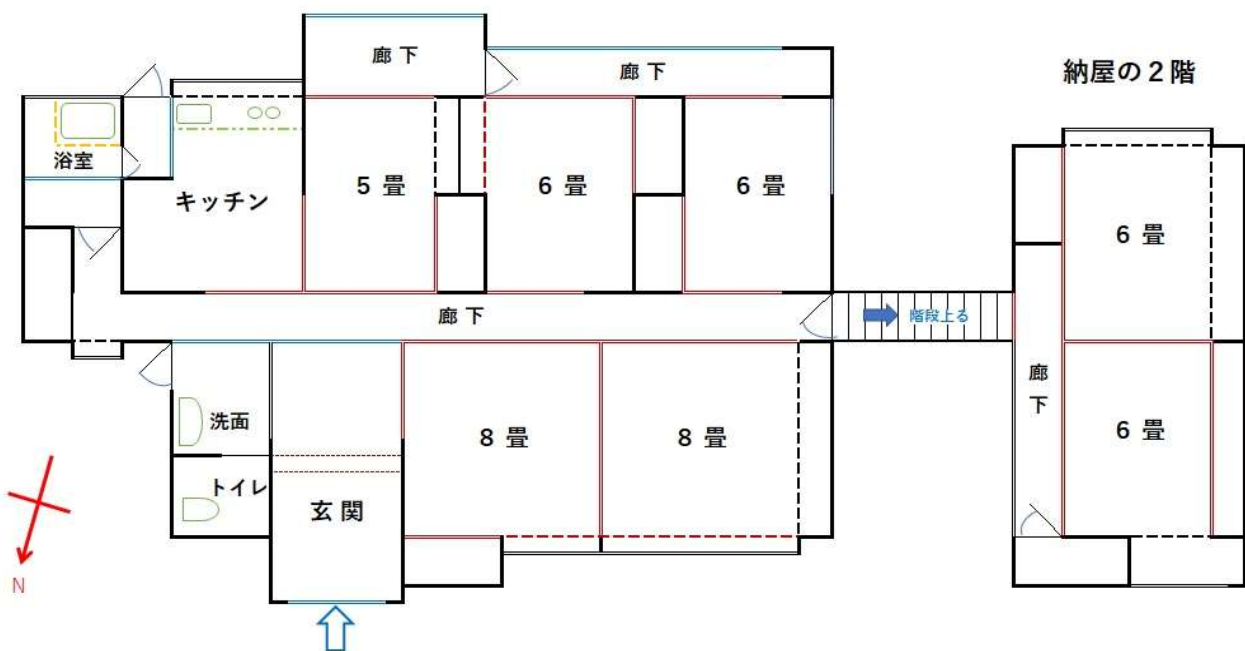 廊 下
廊 下
納屋の２階
浴室
キッチン
5 畳
6 畳
6 畳
6 畳
廊 下
階段上る
廊
下
洗面
8 畳
8 畳
6 畳
トイレ
玄 関
N